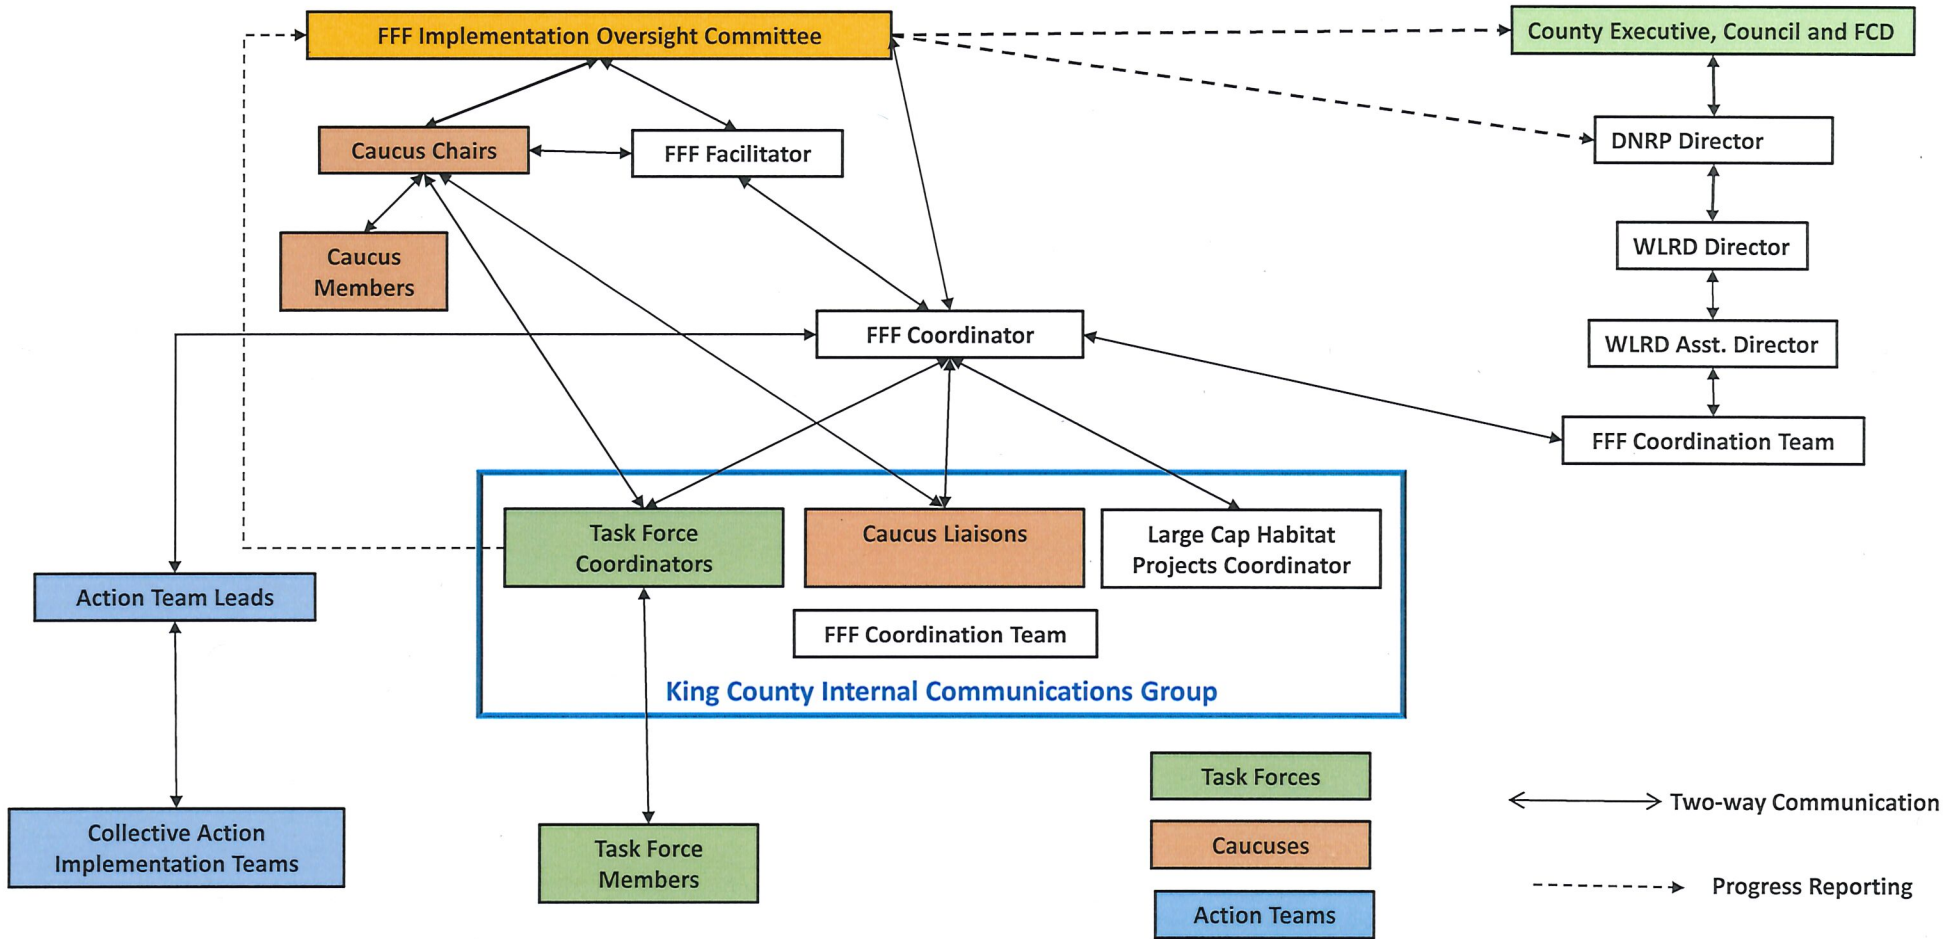 FFF Implementation Oversight Committee
County Executive, Council and FCD
Caucus Chairs
FFF Facilitator
DNRP Director
Caucus
Members
WLRD Director
FFF Coordinator
WLRD Asst. Director
FFF Coordination Team
Task Force
Coordinators
Caucus Liaisons
Large Cap Habitat
Projects Coordinator
Action Team Leads
FFF Coordination Team
King County Internal Communications Group
Task Forces
Two-way Communication
Collective Action
Implementation Teams
Task Force
Members
Caucuses
Progress Reporting
Action Teams